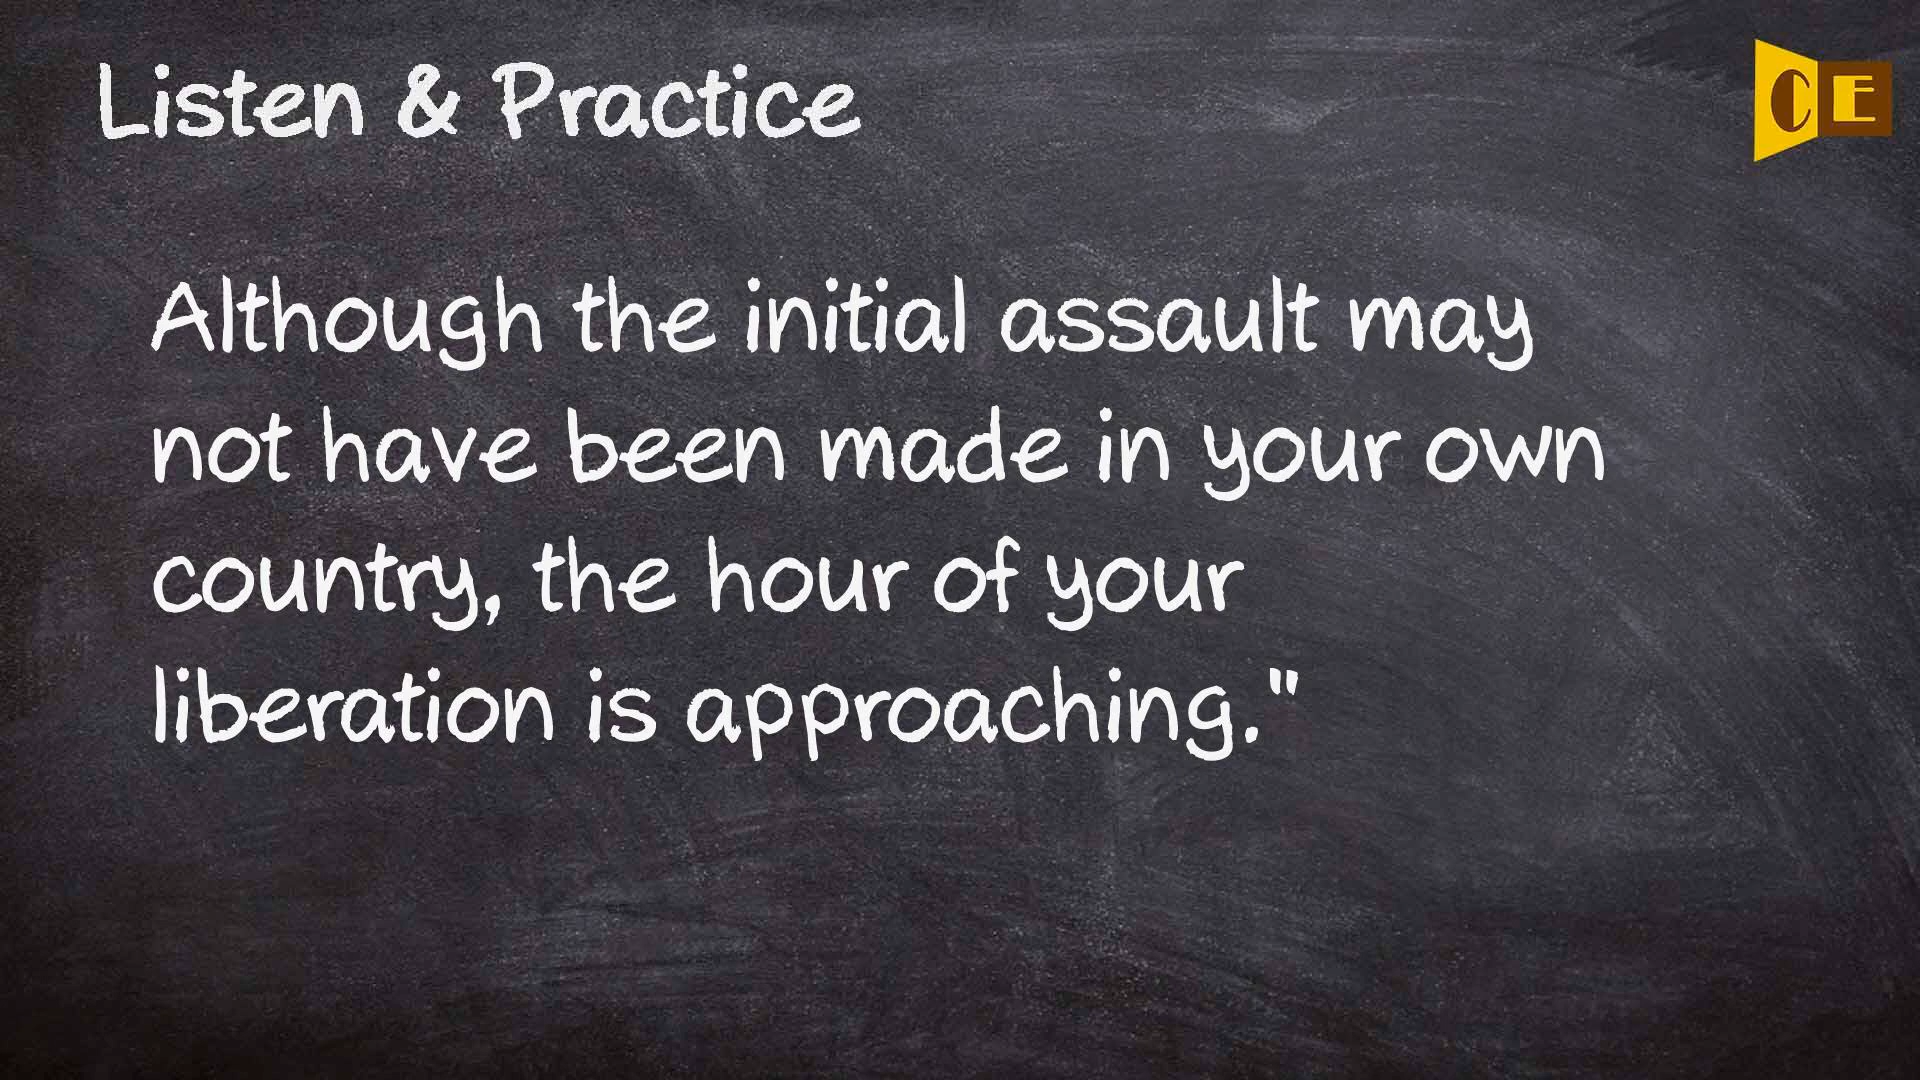 Listen & Practice
CE
Although the initial assault may
not have been made in your own
country, the hour of your
liberation is approaching."